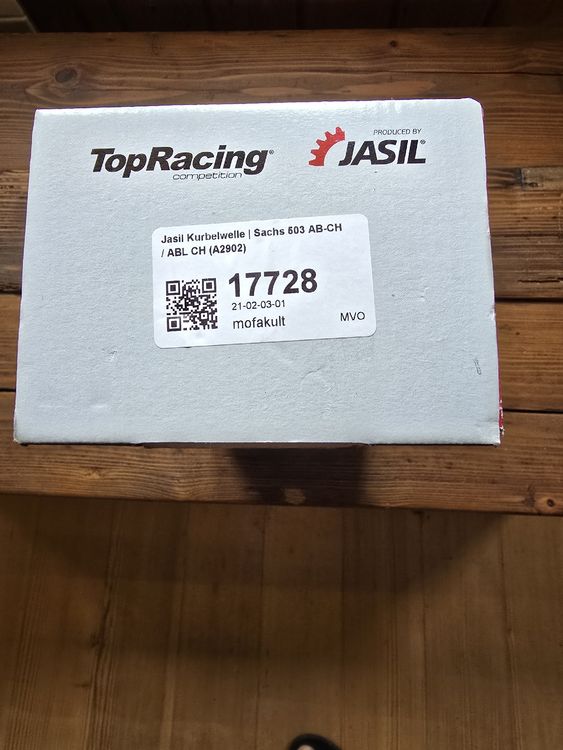 TopRacing®
competition
PRODUCED BY
JASIL®
Jasil Kurbelwelle | Sachs 503 AB-CH
/ ABL CH (A2902)
17728
21-02-03-01
mofakult
MVO